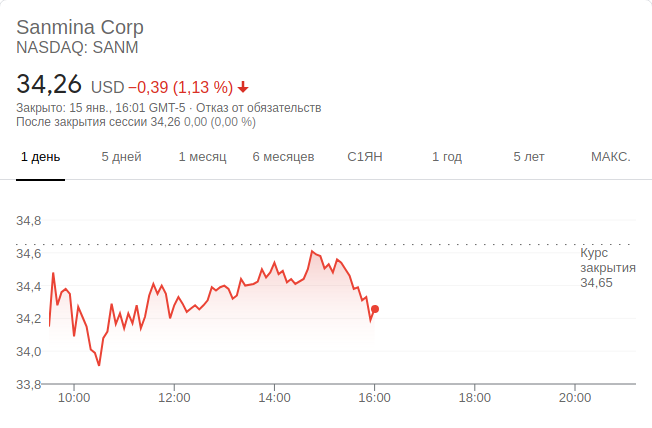 Sanmina Corp
NASDAQ: SANM
34,26 USD −0,39 (1,13 %)
Закрыто: 15 янв., 16:01 GMT-5 · Отказ от обязательств
После закрытия сессии 34,26 0,00 (0,00 %)
1 день 5 дней 1 месяц 6 месяцев С1ЯН 1 год 5 лет МАКС.
34,8
34,6
34,4
34,2
34,0
33,8
Курс
закрытия
34,65
10:00 12:00 14:00 16:00 18:00 20:00